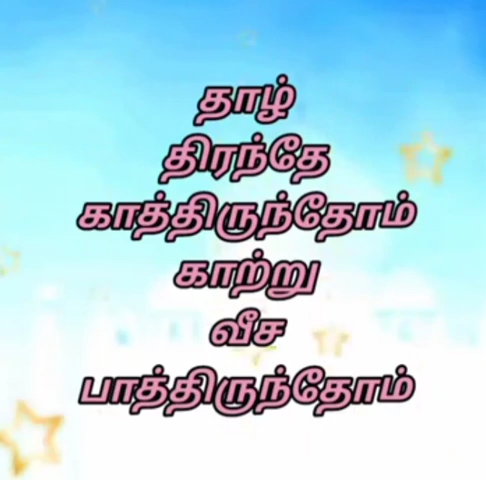 தாழ்
திரந்தே
காத்திருந்தோம்
காற்று
வீச
பாத்திருந்தோம்